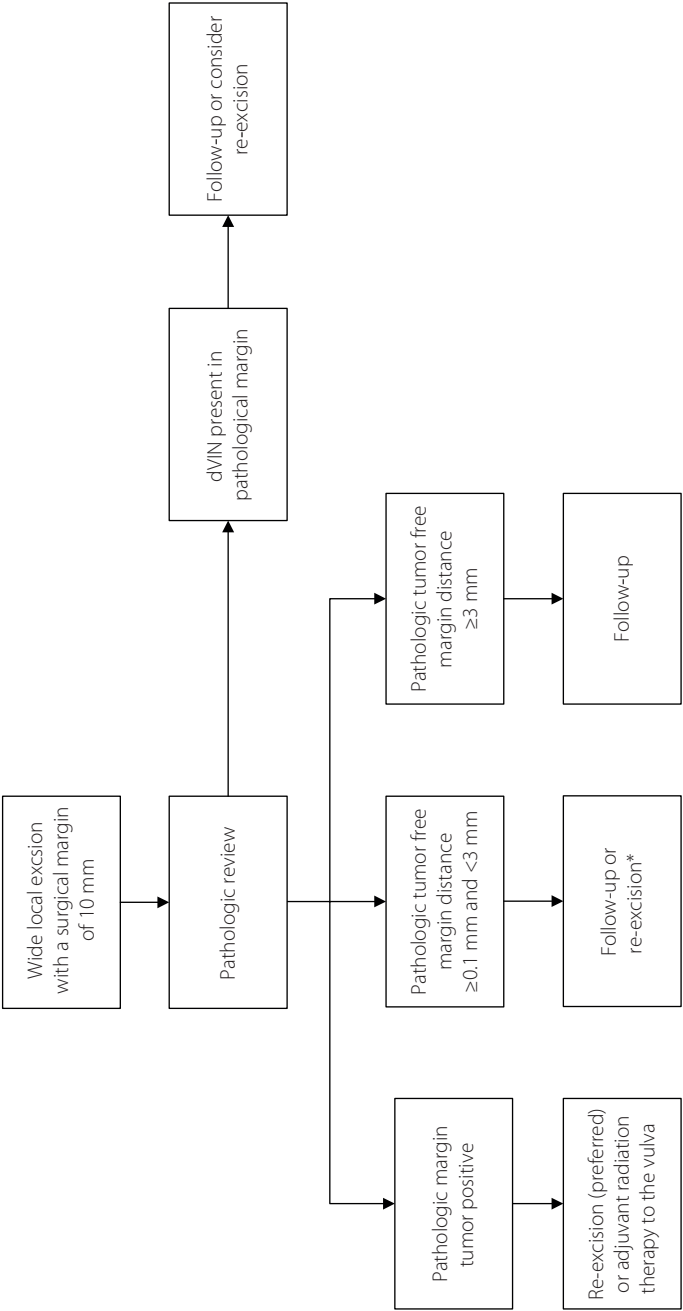 Wide local excsion
with a surgical margin
of 10 mm
Pathologic review
dVIN present in
pathological margin
Follow-up or consider
re-excision
Pathologic margin
tumor positive
Pathologic tumor free
margin distance
≥0.1 mm and <3 mm
Pathologic tumor free
margin distance
≥3 mm
Re-excision (preferred)
or adjuvant radiation
therapy to the vulva
Follow-up or
re-excision*
Follow-up